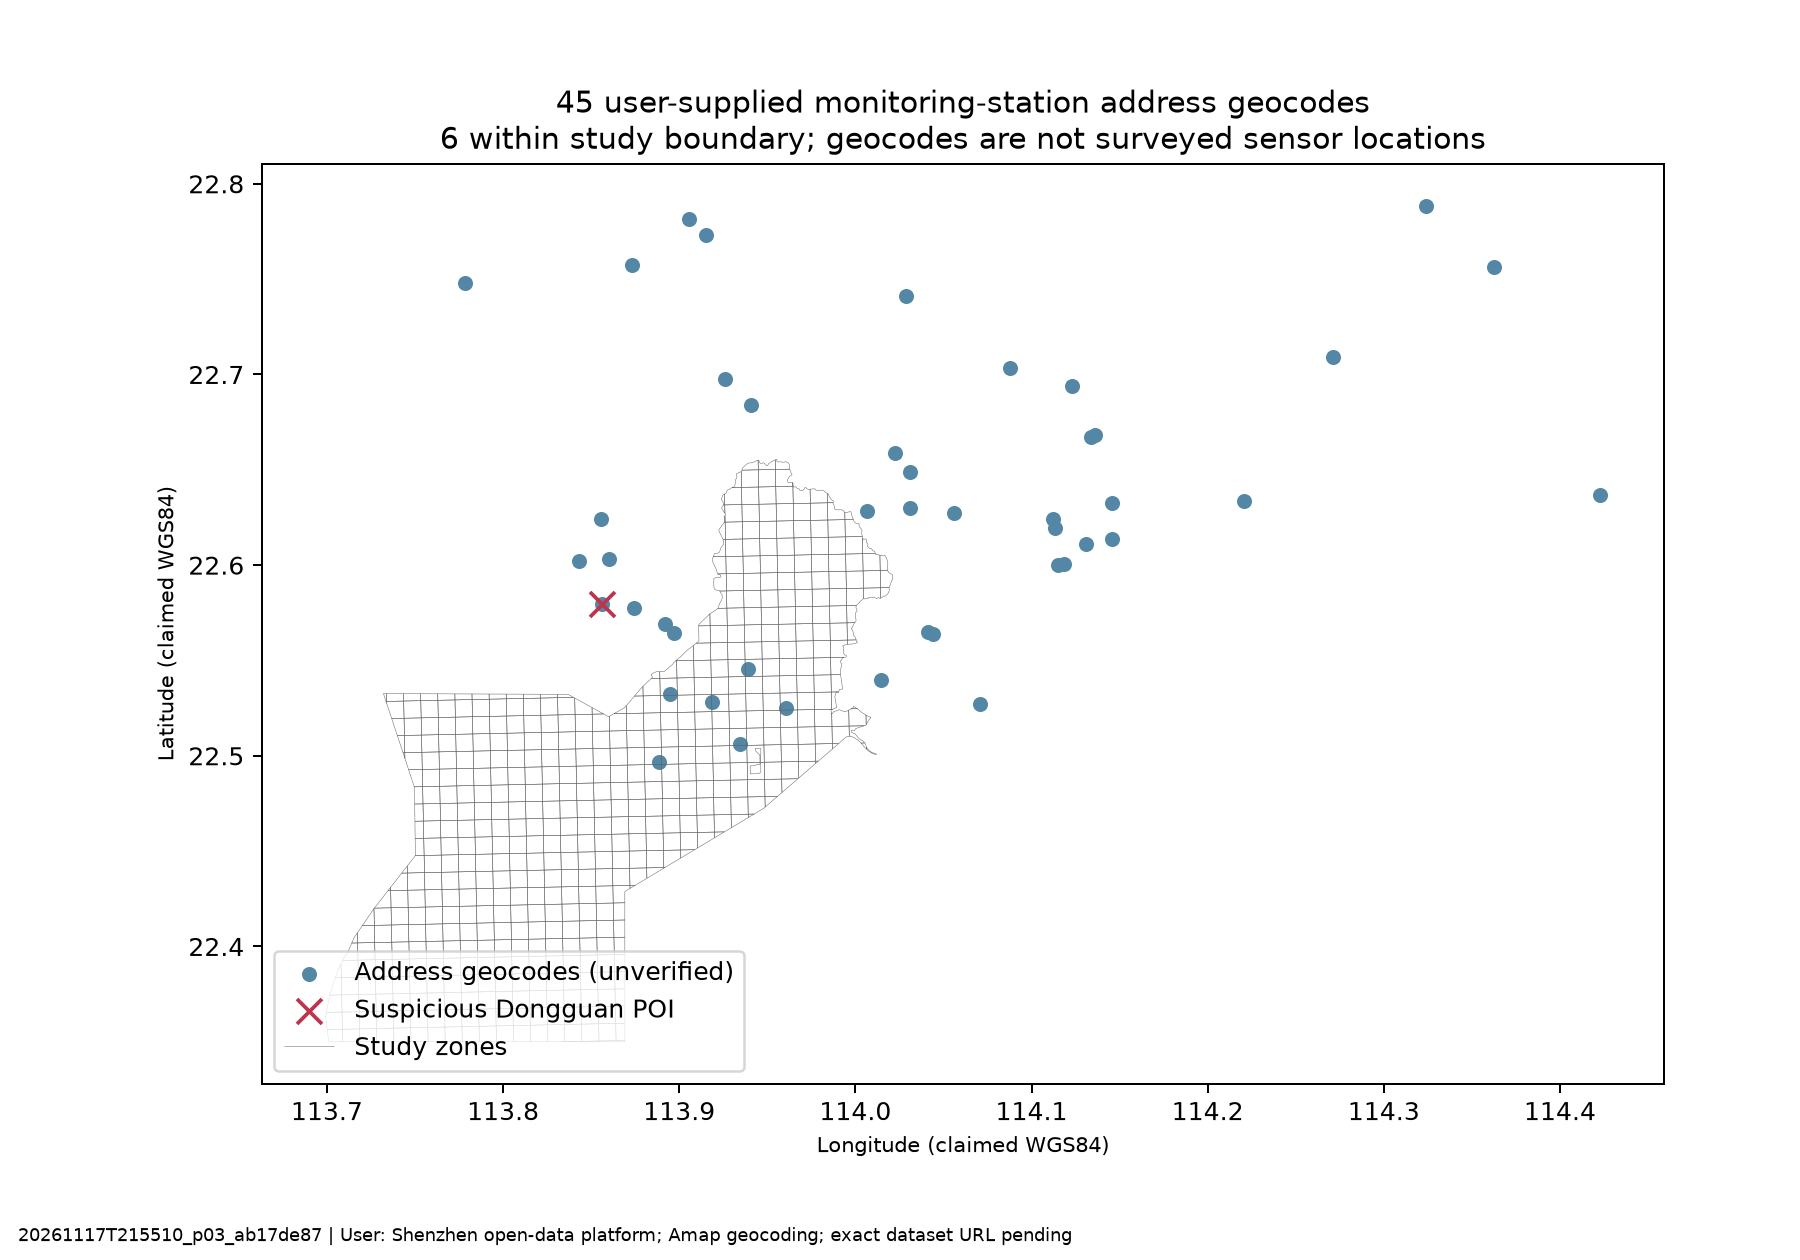 45 user-supplied monitoring-station address geocodes
6 within study boundary; geocodes are not surveyed sensor locations
22.8
22.7
22.6
22.5
22.4
Latitude (claimed WGS84)
Address geocodes (unverified)
Suspicious Dongguan POI
Study zones
113.7 113.8 113.9 114.0 114.1 114.2 114.3 114.4
Longitude (claimed WGS84)
20261117T215510_p03_ab17de87 | User: Shenzhen open-data platform; Amap geocoding; exact dataset URL pending